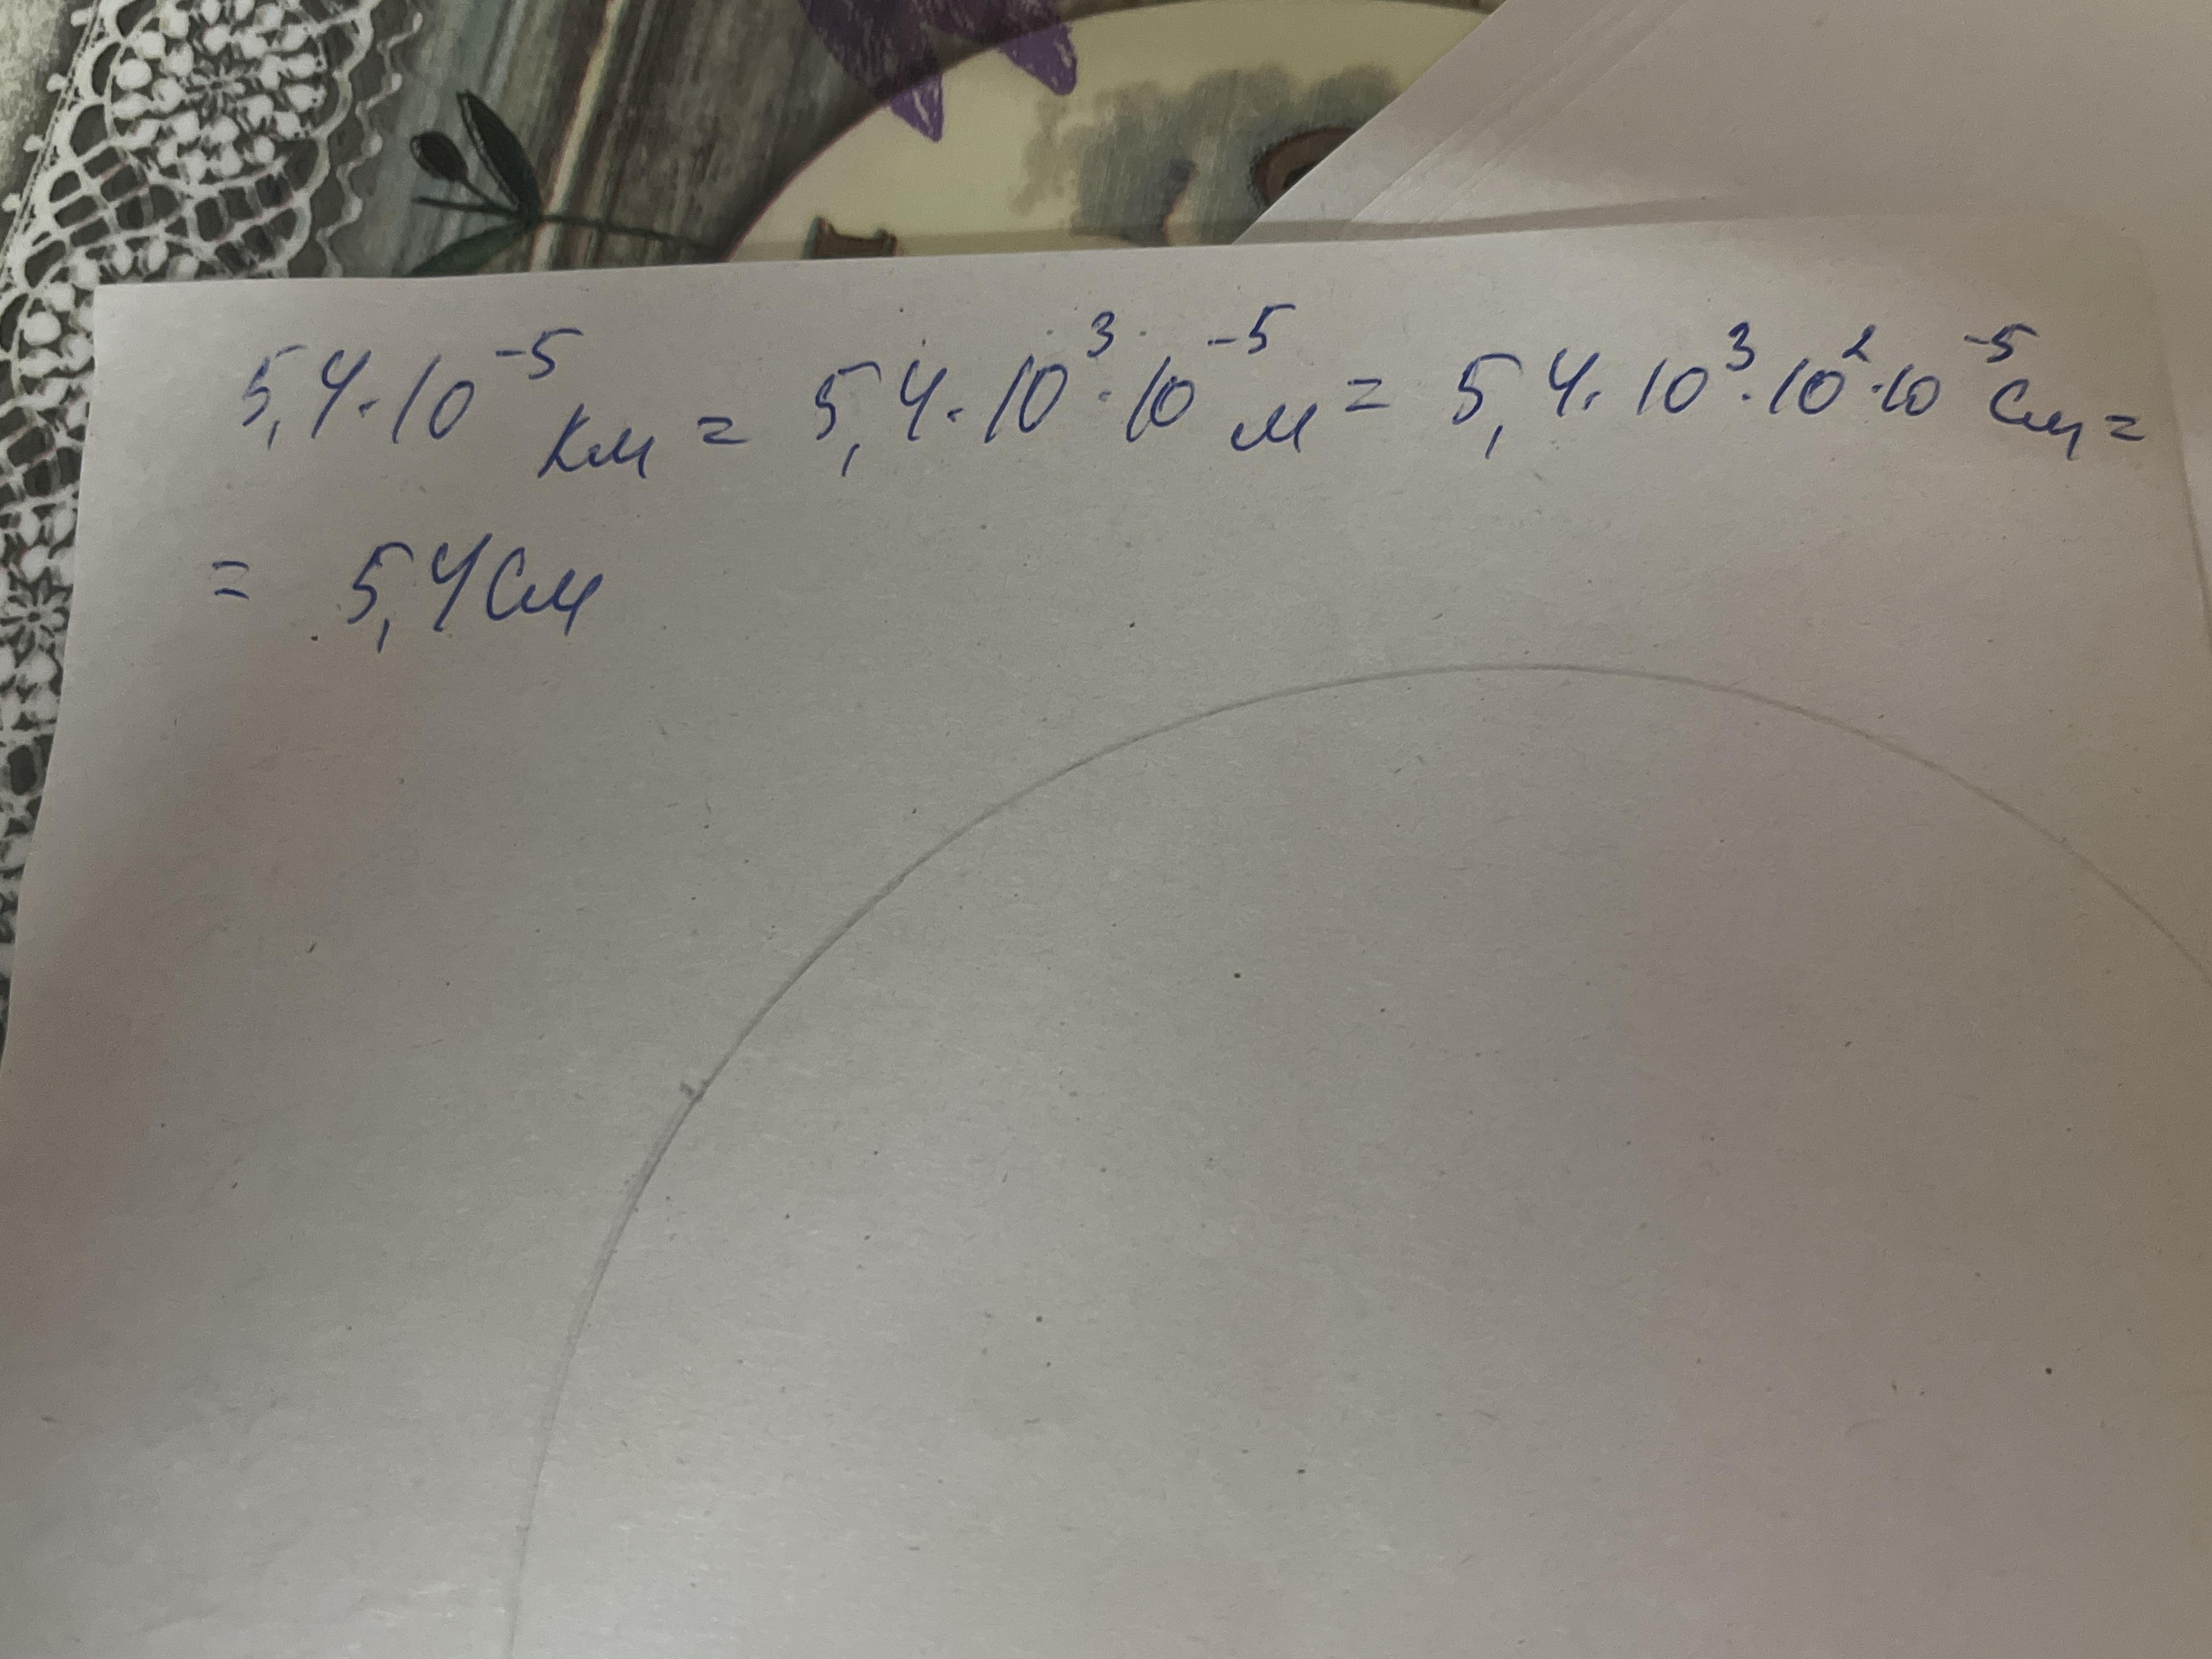 5,4·10⁻⁵ км = 5,4·10³·10⁻⁵ м = 5,4·10³·10²·10⁻⁵ см =
= 5,4 см